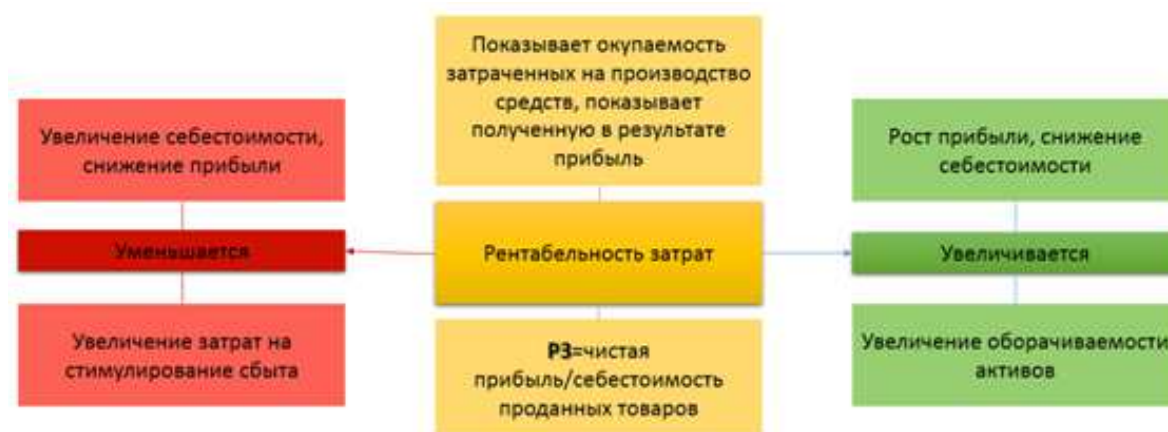 Показывает окупаемость
затраченных на производство
средств, показывает
полученную в результате
прибыль
Увеличение себестоимости,
снижение прибыли
Рост прибыли, снижение
себестоимости
Уменьшается
Рентабельность затрат
Увеличивается
Увеличение затрат на
стимулирование сбыта
РЗ=чистая
прибыль/себестоимость
проданных товаров
Увеличение оборачиваемости
активов